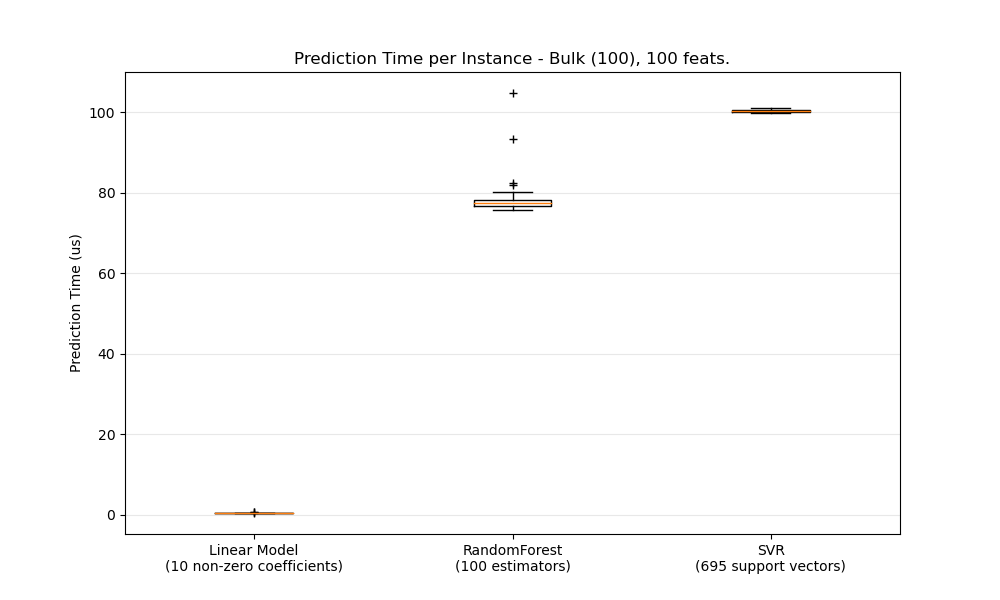 Prediction Time per Instance - Bulk (100), 100 feats.
Prediction Time (us)
100
80
60
40
20
0
Linear Model
(10 non-zero coefficients)
RandomForest
(100 estimators)
SVR
(695 support vectors)